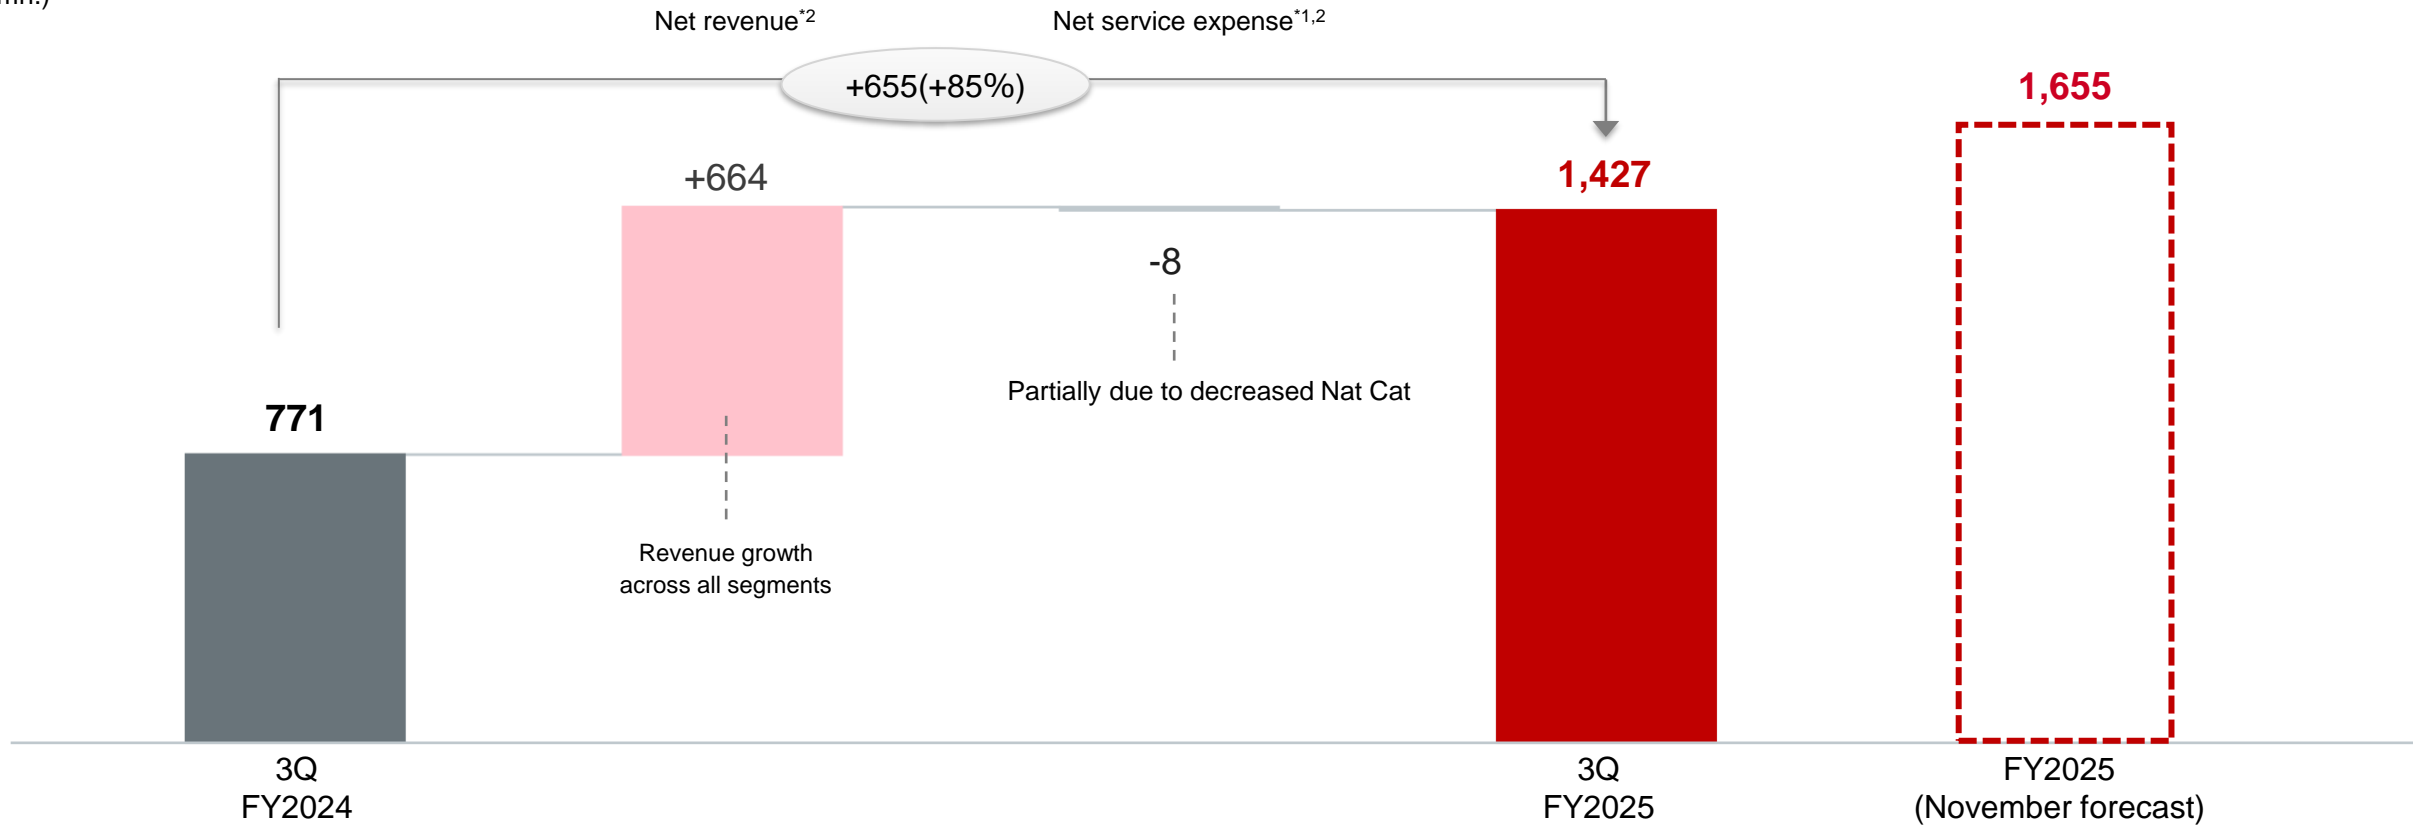 Net revenue*2
Net service expense*1,2
+655(+85%)
1,655
+664
1,427
-8
Partially due to decreased Nat Cat
771
Revenue growth
across all segments
3Q
FY2024
3Q
FY2025
FY2025
(November forecast)